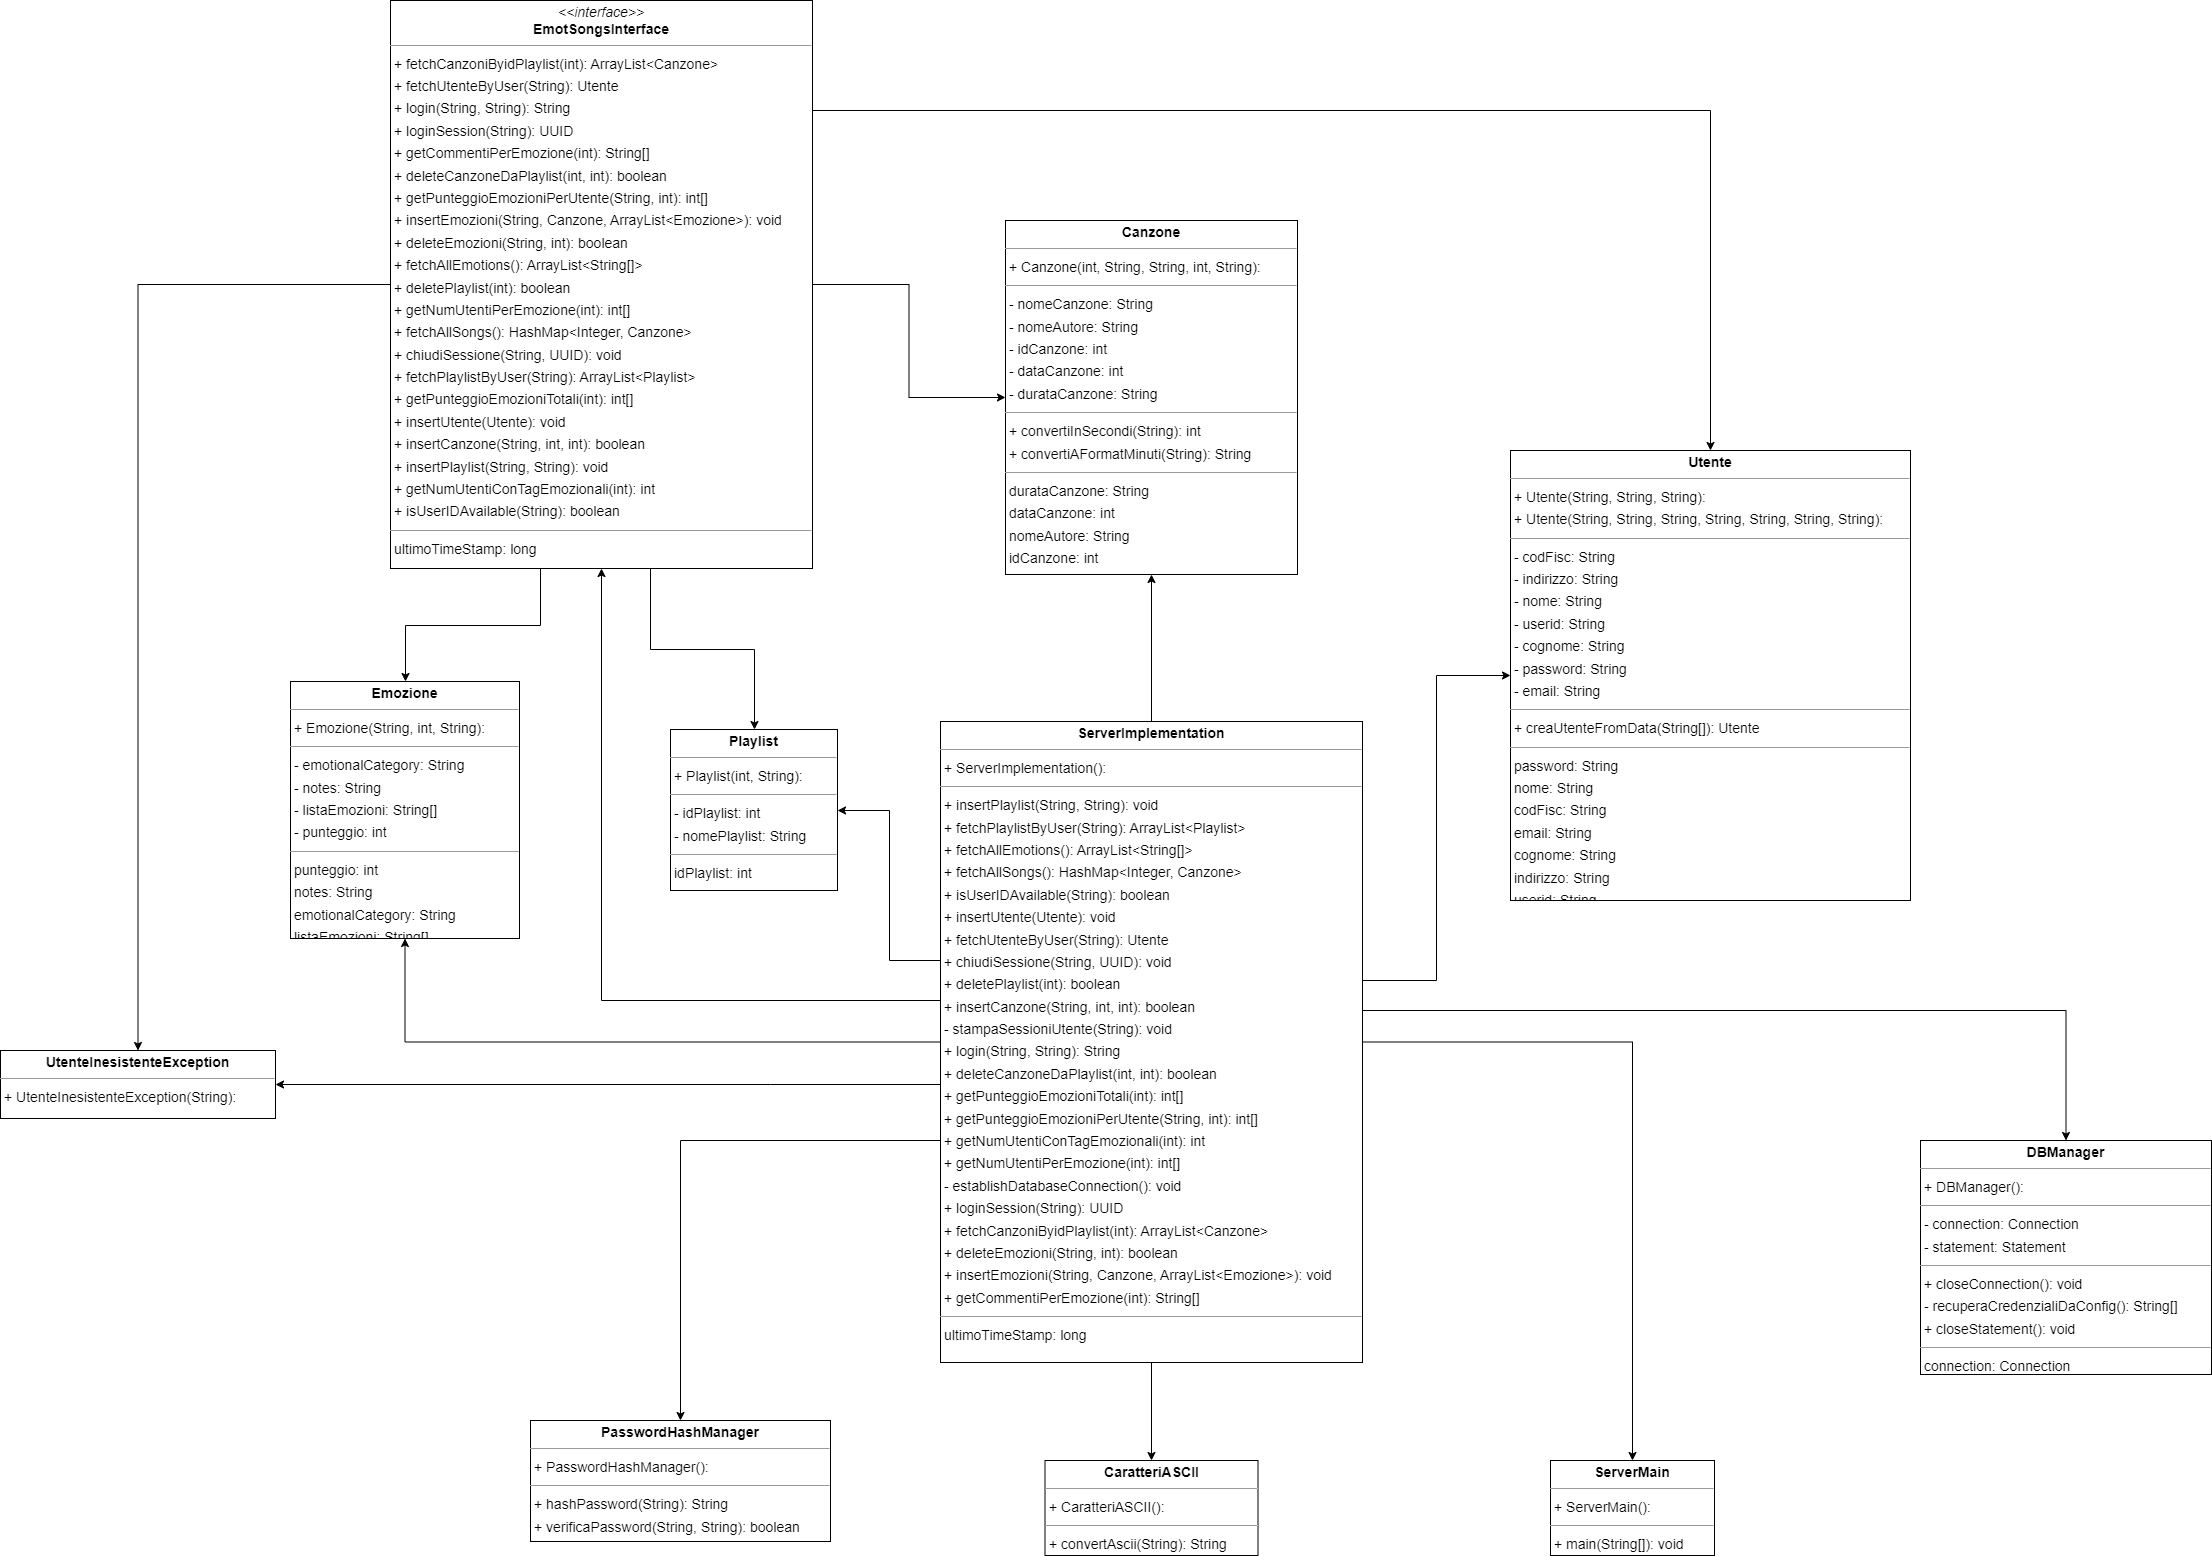 <<interface>>
EmotSongsInterface
+ fetchCanzoniByidPlaylist(int): ArrayList<Canzone>
+ fetchUtenteByUser(String): Utente
+ login(String, String): String
+ loginSession(String): UUID
+ getCommentiPerEmozione(int): String[]
+ deleteCanzoneDaPlaylist(int, int): boolean
+ getPunteggioEmozioniPerUtente(String, int): int[]
+ insertEmozioni(String, Canzone, ArrayList<Emozione>): void
+ deleteEmozioni(String, int): boolean
+ fetchAllEmotions(): ArrayList<String[]>
+ deletePlaylist(int): boolean
+ getNumUtentiPerEmozione(int): int[]
+ fetchAllSongs(): HashMap<Integer, Canzone>
+ chiudiSessione(String, UUID): void
+ fetchPlaylistByUser(String): ArrayList<Playlist>
+ getPunteggioEmozioniTotali(int): int[]
+ insertUtente(Utente): void
+ insertCanzone(String, int, int): boolean
+ insertPlaylist(String, String): void
+ getNumUtentiConTagEmozionali(int): int
+ isUserIDAvailable(String): boolean
ultimoTimeStamp: long
Canzone
+ Canzone(int, String, String, int, String):
- nomeCanzone: String
- nomeAutore: String
- idCanzone: int
- dataCanzone: int
- durataCanzone: String
+ convertiInSecondi(String): int
+ convertiAFormatMinuti(String): String
durataCanzone: String
dataCanzone: int
nomeAutore: String
idCanzone: int
Utente
+ Utente(String, String, String):
+ Utente(String, String, String, String, String, String, String):
- codFisc: String
- indirizzo: String
- nome: String
- userid: String
- cognome: String
- password: String
- email: String
+ creaUtenteFromData(String[]): Utente
password: String
nome: String
codFisc: String
email: String
cognome: String
indirizzo: String
userid: String
Emozione
+ Emozione(String, int, String):
- emotionalCategory: String
- notes: String
- listaEmozioni: String[]
- punteggio: int
punteggio: int
notes: String
emotionalCategory: String
listaEmozioni: String[]
Playlist
+ Playlist(int, String):
- idPlaylist: int
- nomePlaylist: String
idPlaylist: int
ServerImplementation
+ ServerImplementation():
+ insertPlaylist(String, String): void
+ fetchPlaylistByUser(String): ArrayList<Playlist>
+ fetchAllEmotions(): ArrayList<String[]>
+ fetchAllSongs(): HashMap<Integer, Canzone>
+ isUserIDAvailable(String): boolean
+ insertUtente(Utente): void
+ fetchUtenteByUser(String): Utente
+ chiudiSessione(String, UUID): void
+ deletePlaylist(int): boolean
+ insertCanzone(String, int, int): boolean
- stampaSessioniUtente(String): void
+ login(String, String): String
+ deleteCanzoneDaPlaylist(int, int): boolean
+ getPunteggioEmozioniTotali(int): int[]
+ getPunteggioEmozioniPerUtente(String, int): int[]
+ getNumUtentiConTagEmozionali(int): int
+ getNumUtentiPerEmozione(int): int[]
- establishDatabaseConnection(): void
+ loginSession(String): UUID
+ fetchCanzoniByidPlaylist(int): ArrayList<Canzone>
+ deleteEmozioni(String, int): boolean
+ insertEmozioni(String, Canzone, ArrayList<Emozione>): void
+ getCommentiPerEmozione(int): String[]
ultimoTimeStamp: long
UtenteInesistenteException
+ UtenteInesistenteException(String):
DBManager
+ DBManager():
- connection: Connection
- statement: Statement
+ closeConnection(): void
- recuperaCredenzialiDaConfig(): String[]
+ closeStatement(): void
connection: Connection
PasswordHashManager
+ PasswordHashManager():
+ hashPassword(String): String
+ verificaPassword(String, String): boolean
CaratteriASCII
+ CaratteriASCII():
+ convertAscii(String): String
ServerMain
+ ServerMain():
+ main(String[]): void